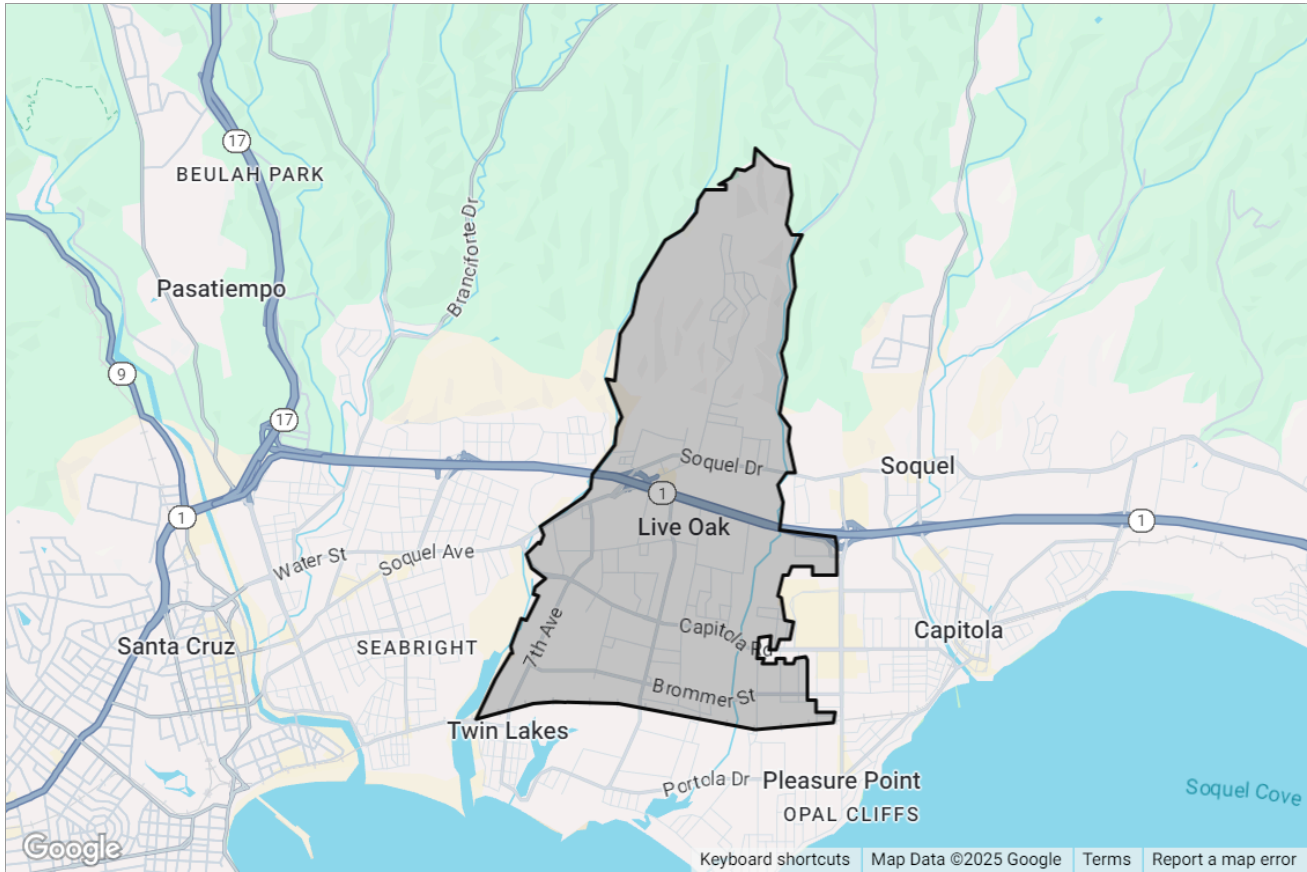 17
BEULAH PARK
Branciforte Dr
Pasatiempo
9
17
Soquel Dr
Soquel
1
1
1
Live Oak
Water St
Soquel Ave
Santa Cruz
SEABRIGHT
7th Ave
Capitola Rd
Capitola
Brommer St
Twin Lakes
Portola Dr
Pleasure Point
OPAL CLIFFS
Soquel Cove
Google
Keyboard shortcuts
Map Data ©2025 Google
Terms
Report a map error